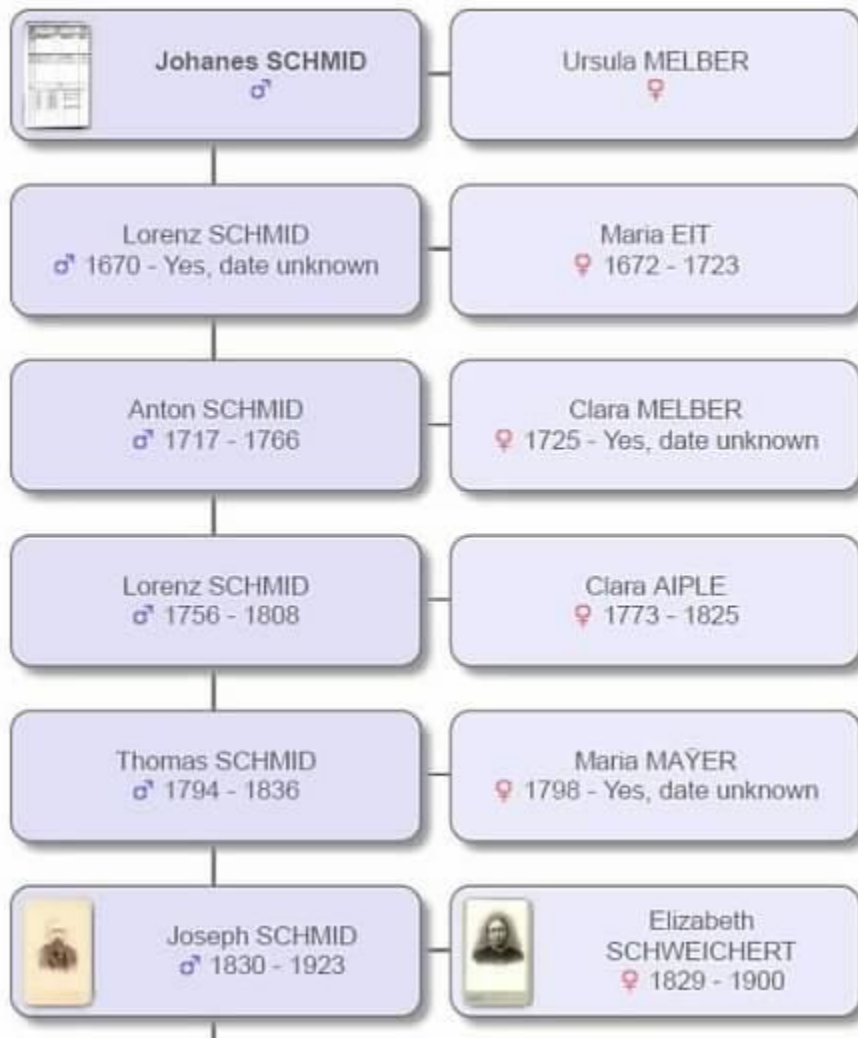 Johanes SCHMID
♂
Ursula MELBER
♀
Lorenz SCHMID
♂ 1670 - Yes, date unknown
Maria EIT
♀ 1672 - 1723
Anton SCHMID
♂ 1717 - 1766
Clara MELBER
♀ 1725 - Yes, date unknown
Lorenz SCHMID
♂ 1756 - 1808
Clara AIPLE
♀ 1773 - 1825
Thomas SCHMID
♂ 1794 - 1836
Maria MAŸER
♀ 1798 - Yes, date unknown
Joseph SCHMID
♂ 1830 - 1923
Elizabeth
SCHWEICHERT
♀ 1829 - 1900